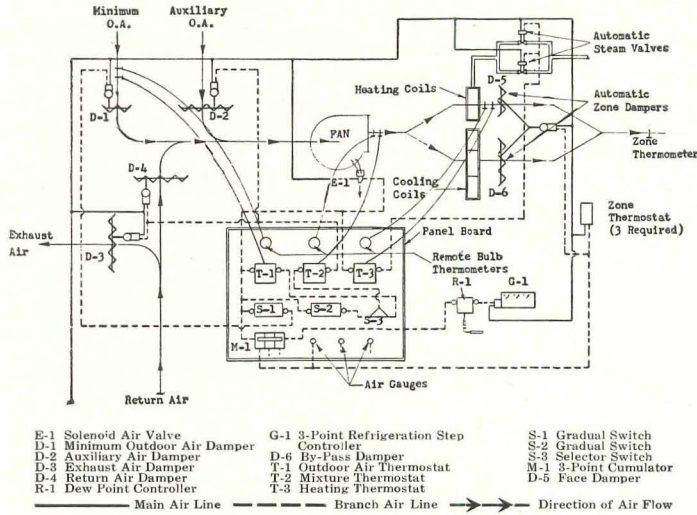 Minimum
O.A.
Auxiliary
O.A.
Automatic
Steam Valves
D-5
Heating Coils
Automatic
Zone Dampers
D-1
D-2
FAN
Zone
Thermometer
D-4
E-1
Cooling
Coils
D-6
Exhaust
Air
D-3
Panel Board
Zone
Thermostat
(3 Required)
T-1
T-2
T-3
Remote Bulb
Thermometers
R-1
G-1
S-1
S-2
S-3
M-1
Air Gauges
Return Air
E-1 Solenoid Air Valve
D-1 Minimum Outdoor Air Damper
D-2 Auxiliary Air Damper
D-3 Exhaust Air Damper
D-4 Return Air Damper
R-1 Dew Point Controller
G-1 3-Point Refrigeration Step
Controller
D-6 By-Pass Damper
T-1 Outdoor Air Thermostat
T-2 Mixture Thermostat
T-3 Heating Thermostat
S-1 Gradual Switch
S-2 Gradual Switch
S-3 Selector Switch
M-1 3-Point Cumulator
D-5 Face Damper
Main Air Line
Branch Air Line
Direction of Air Flow